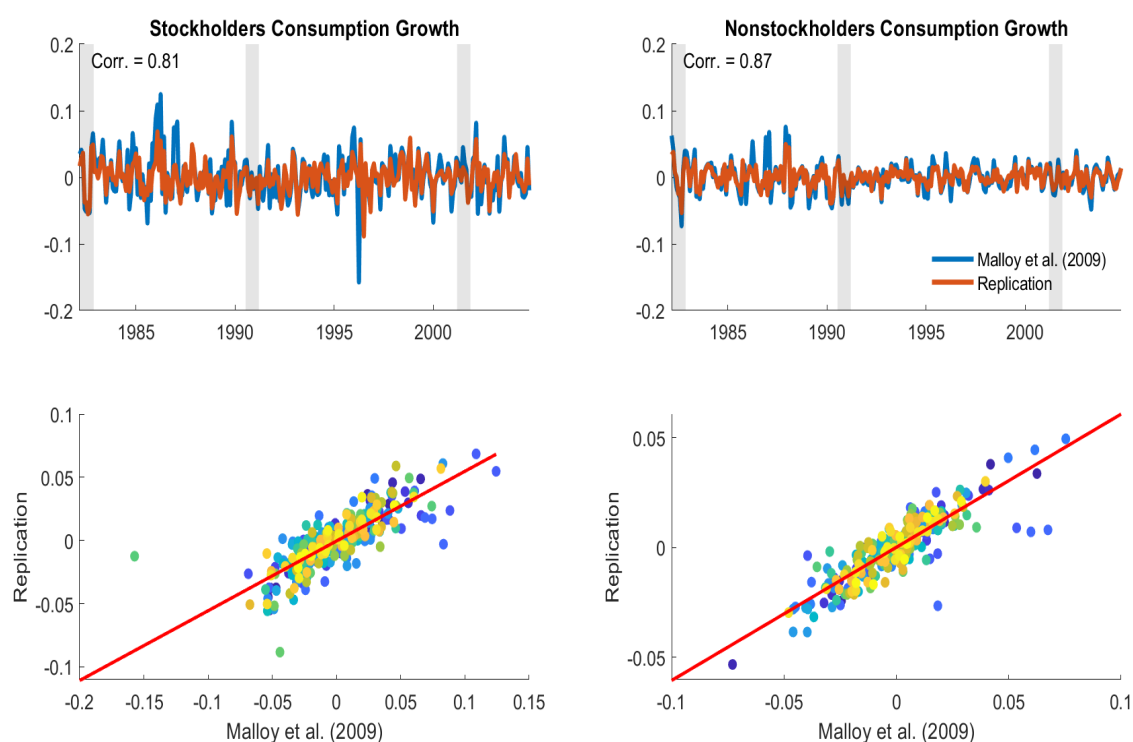 Stockholders Consumption Growth
Corr. = 0.81
0.2
0.1
0
-0.1
-0.2
1985 1990 1995 2000
Nonstockholders Consumption Growth
Corr. = 0.87
0.2
0.1
0
-0.1
-0.2
Malloy et al. (2009)
Replication
1985 1990 1995 2000
Replication
0.1
0.05
0
-0.05
-0.1
-0.2 -0.15 -0.1 -0.05 0 0.05 0.1 0.15
Malloy et al. (2009)
Replication
0.05
0
-0.05
-0.1 -0.05 0 0.05 0.1
Malloy et al. (2009)